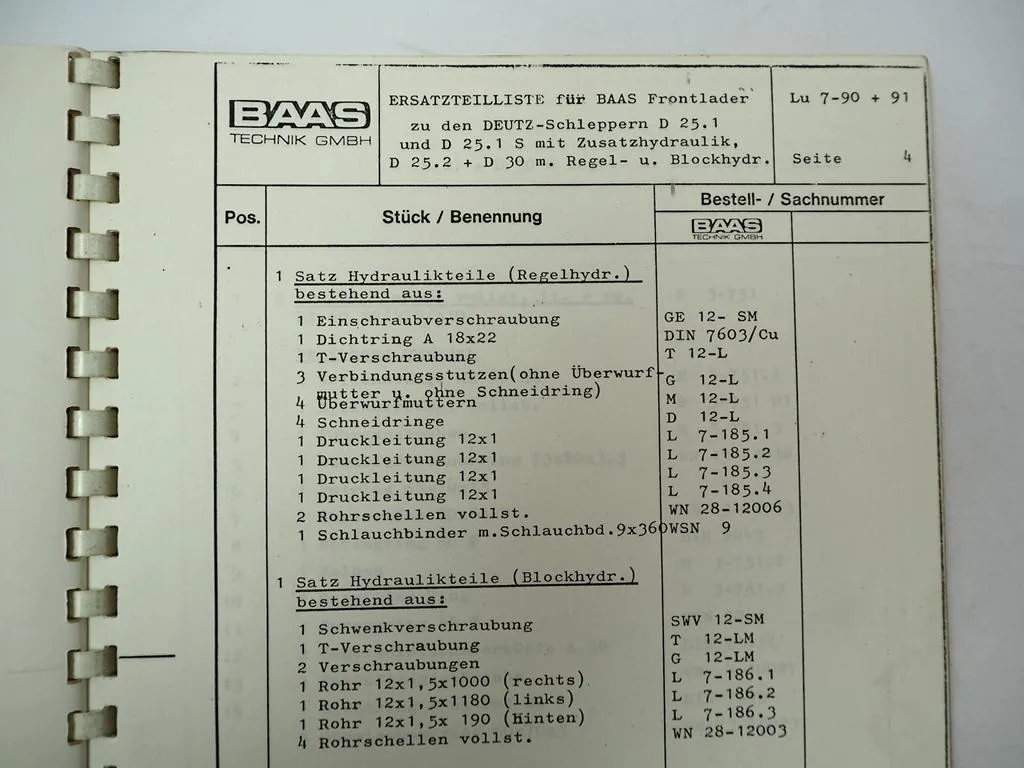 BAAS
TECHNIK GMBH
ERSATZTEILLISTE für BAAS Frontlader
zu den DEUTZ-Schleppern D 25.1
und D 25.1 S mit Zusatzhydraulik,
D 25.2 + D 30 m. Regel- u. Blockhydr.
Lu 7-90 + 91
Seite 4
Pos.
Stück / Benennung
Bestell- / Sachnummer
BAAS
TECHNIK GMBH
1 Satz Hydraulikteile (Regelhydr.)
bestehend aus:
1 Einschraubverschraubung GE 12- SM
1 Dichtring A 18x22 DIN 7603/Cu
1 T-Verschraubung T 12-L
3 Verbindungsstutzen(ohne Überwurf-
mutter u. ohne Schneidring) G 12-L
4 Überwurfmuttern M 12-L
4 Schneidringe D 12-L
1 Druckleitung 12x1 L 7-185.1
1 Druckleitung 12x1 L 7-185.2
1 Druckleitung 12x1 L 7-185.3
1 Druckleitung 12x1 L 7-185.4
2 Rohrschellen vollst. WN 28-12006
1 Schlauchbinder m.Schlauchbd.9x360 WSN 9
1 Satz Hydraulikteile (Blockhydr.)
bestehend aus:
1 Schwenkverschraubung SWV 12-SM
1 T-Verschraubung T 12-LM
2 Verschraubungen G 12-LM
1 Rohr 12x1,5x1000 (rechts) L 7-186.1
1 Rohr 12x1,5x1180 (links) L 7-186.2
1 Rohr 12x1,5x 190 (hinten) L 7-186.3
4 Rohrschellen vollst. WN 28-12003